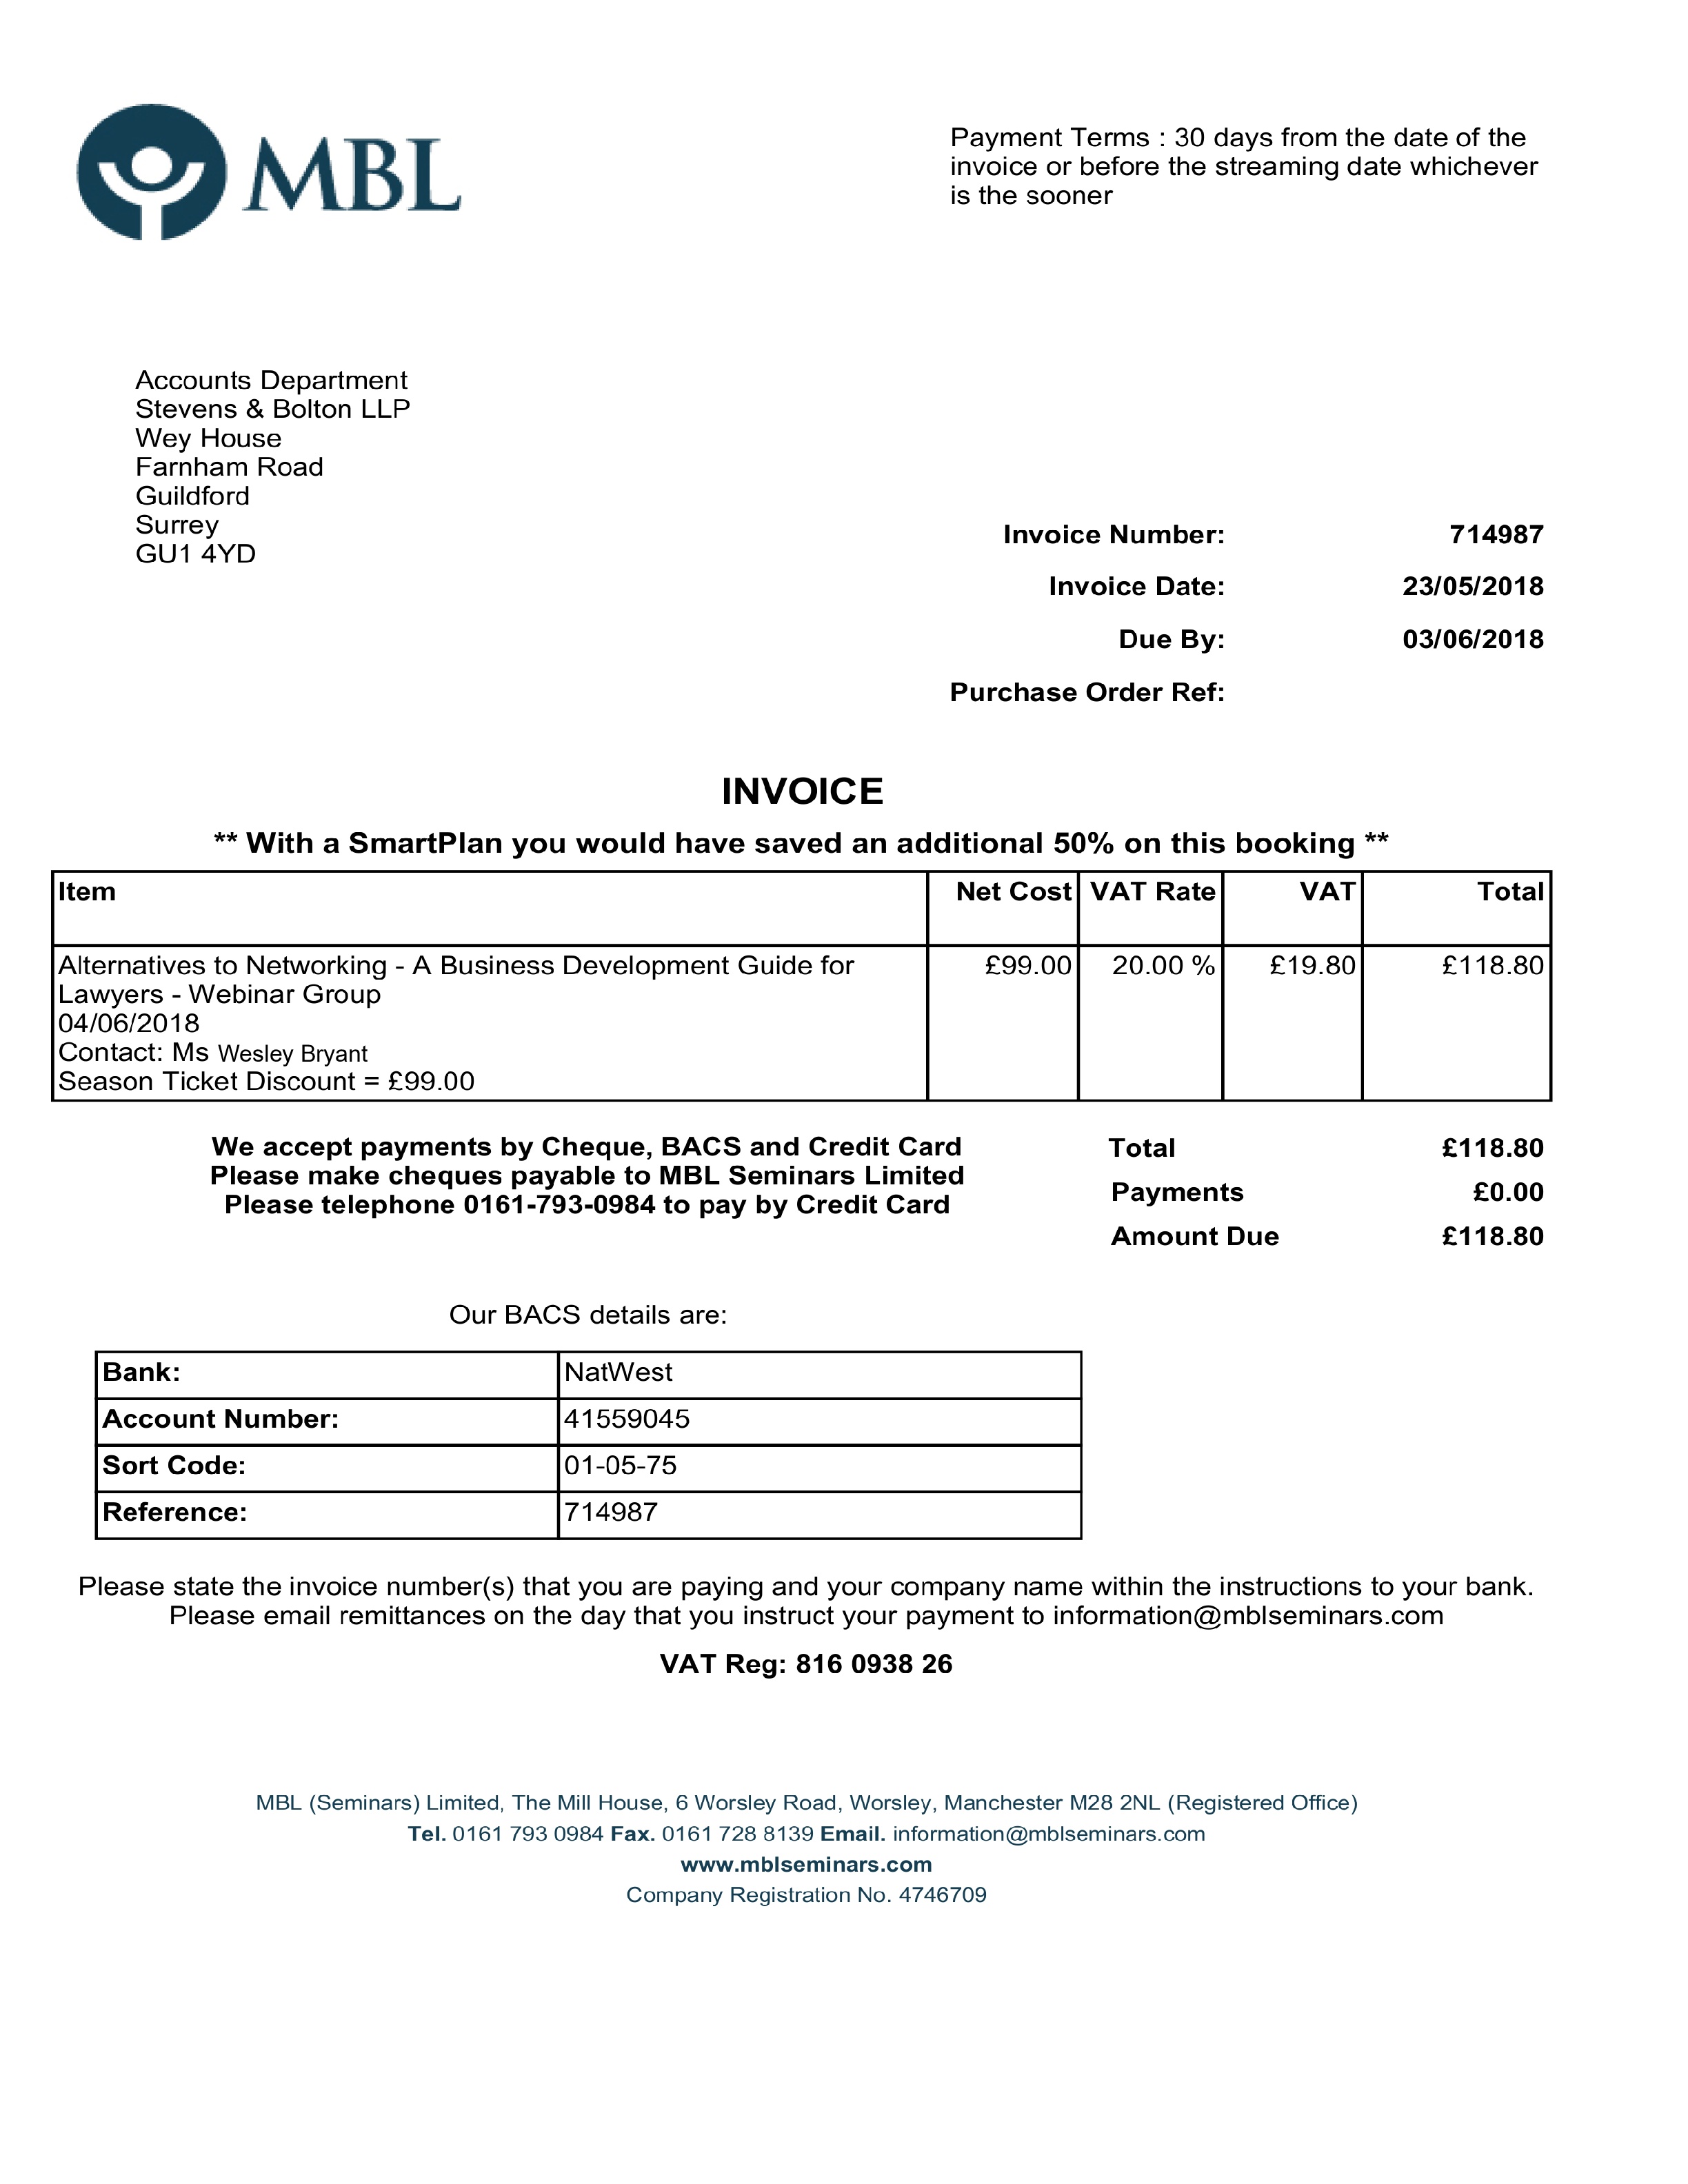 MBL
Payment Terms : 30 days from the date of the
invoice or before the streaming date whichever
is the sooner
Accounts Department
Stevens & Bolton LLP
Wey House
Farnham Road
Guildford
Surrey
GU1 4YD
Invoice Number: 714987
Invoice Date: 23/05/2018
Due By: 03/06/2018
Purchase Order Ref:
INVOICE
** With a SmartPlan you would have saved an additional 50% on this booking **
Item Net Cost VAT Rate VAT Total
Alternatives to Networking - A Business Development Guide for £99.00 20.00 % £19.80 £118.80
Lawyers - Webinar Group
04/06/2018
Contact: Ms Wesley Bryant
Season Ticket Discount = £99.00
We accept payments by Cheque, BACS and Credit Card
Please make cheques payable to MBL Seminars Limited
Please telephone 0161-793-0984 to pay by Credit Card
Total £118.80
Payments £0.00
Amount Due £118.80
Our BACS details are:
Bank: NatWest
Account Number: 41559045
Sort Code: 01-05-75
Reference: 714987
Please state the invoice number(s) that you are paying and your company name within the instructions to your bank.
Please email remittances on the day that you instruct your payment to information@mblseminars.com
VAT Reg: 816 0938 26
MBL (Seminars) Limited, The Mill House, 6 Worsley Road, Worsley, Manchester M28 2NL (Registered Office)
Tel. 0161 793 0984 Fax. 0161 728 8139 Email. information@mblseminars.com
www.mblseminars.com
Company Registration No. 4746709